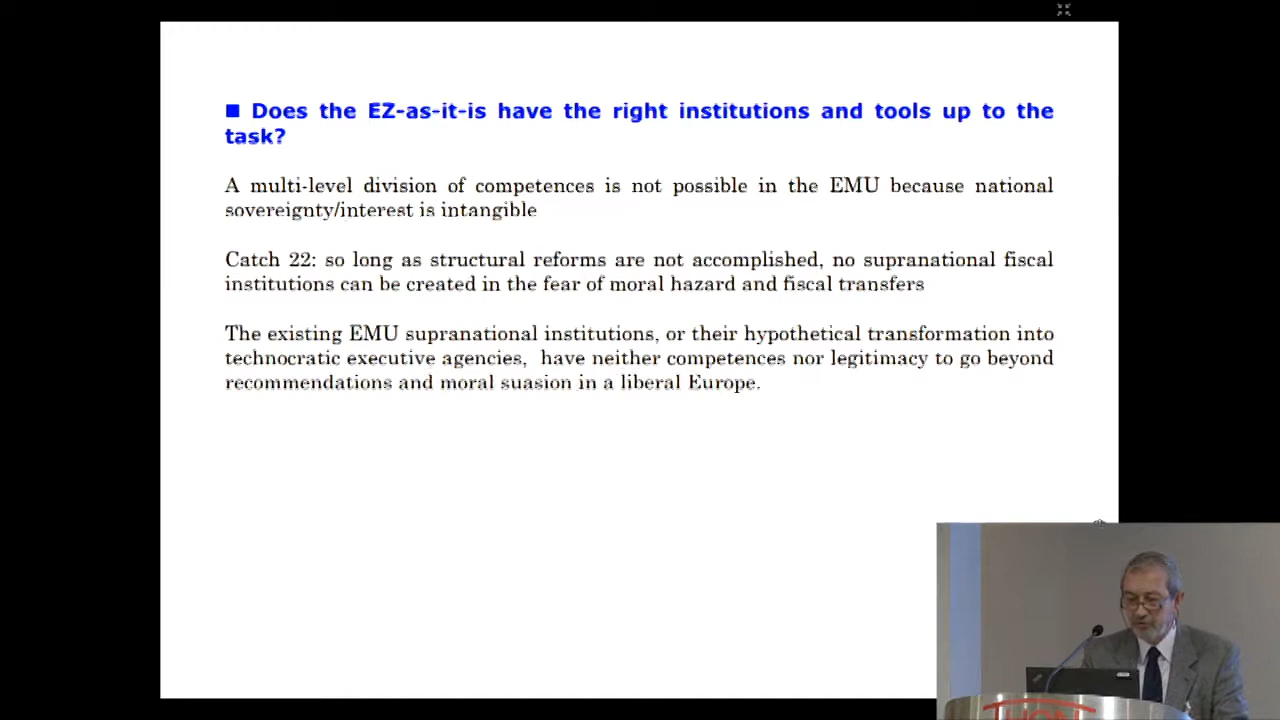 ■ Does the EZ-as-it-is have the right institutions and tools up to the
task?
A multi-level division of competences is not possible in the EMU because national
sovereignty/interest is intangible
Catch 22: so long as structural reforms are not accomplished, no supranational fiscal
institutions can be created in the fear of moral hazard and fiscal transfers
The existing EMU supranational institutions, or their hypothetical transformation into
technocratic executive agencies, have neither competences nor legitimacy to go beyond
recommendations and moral suasion in a liberal Europe.
THON